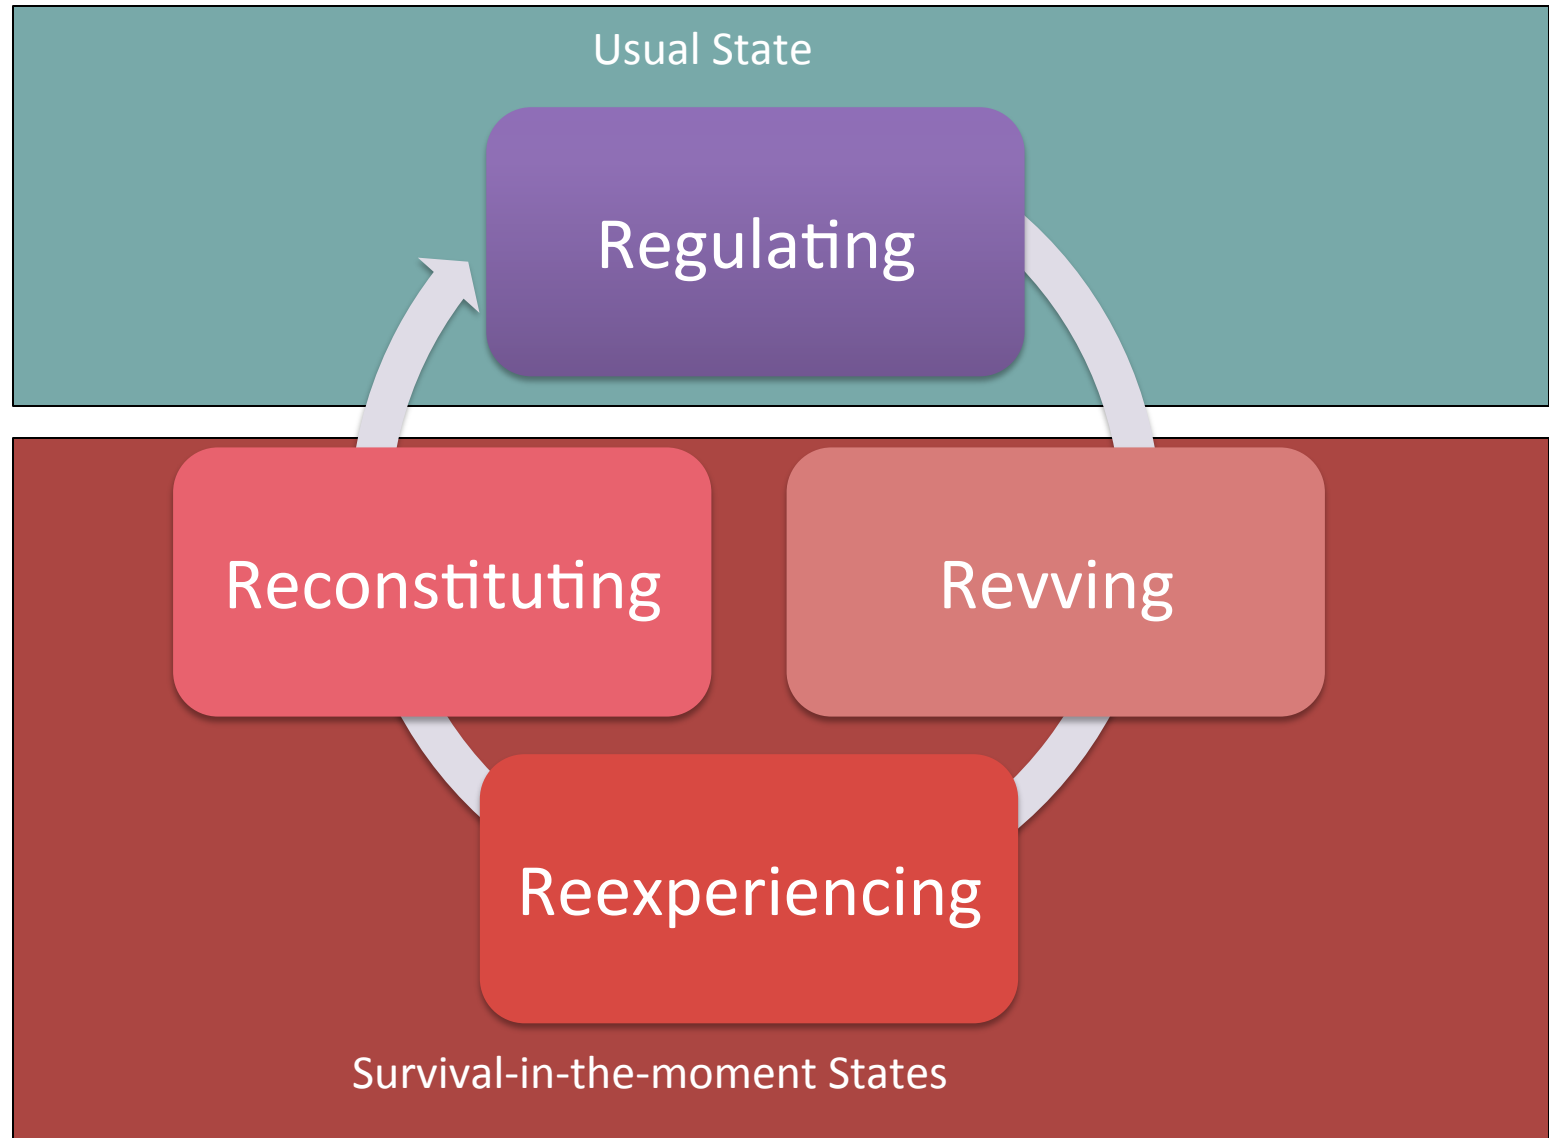 Usual State
Regulating
Reconstituting
Revving
Reexperiencing
Survival-in-the-moment States